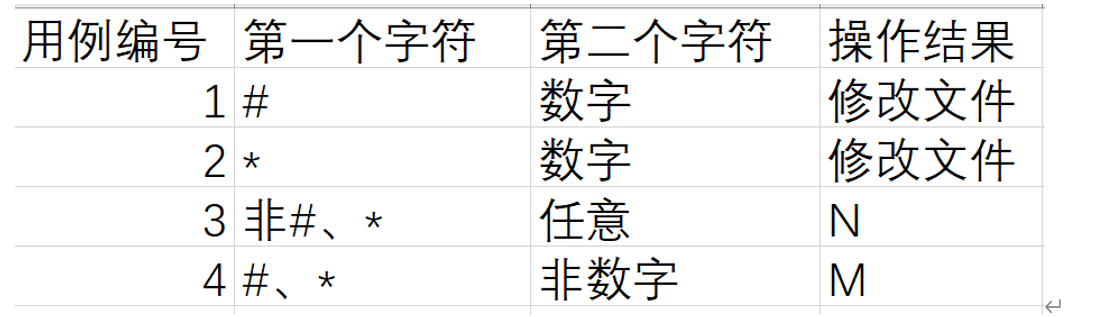 用例编号 第一个字符 第二个字符 操作结果
1 # 数字 修改文件
2 * 数字 修改文件
3 非#、* 任意 N
4 #、* 非数字 M